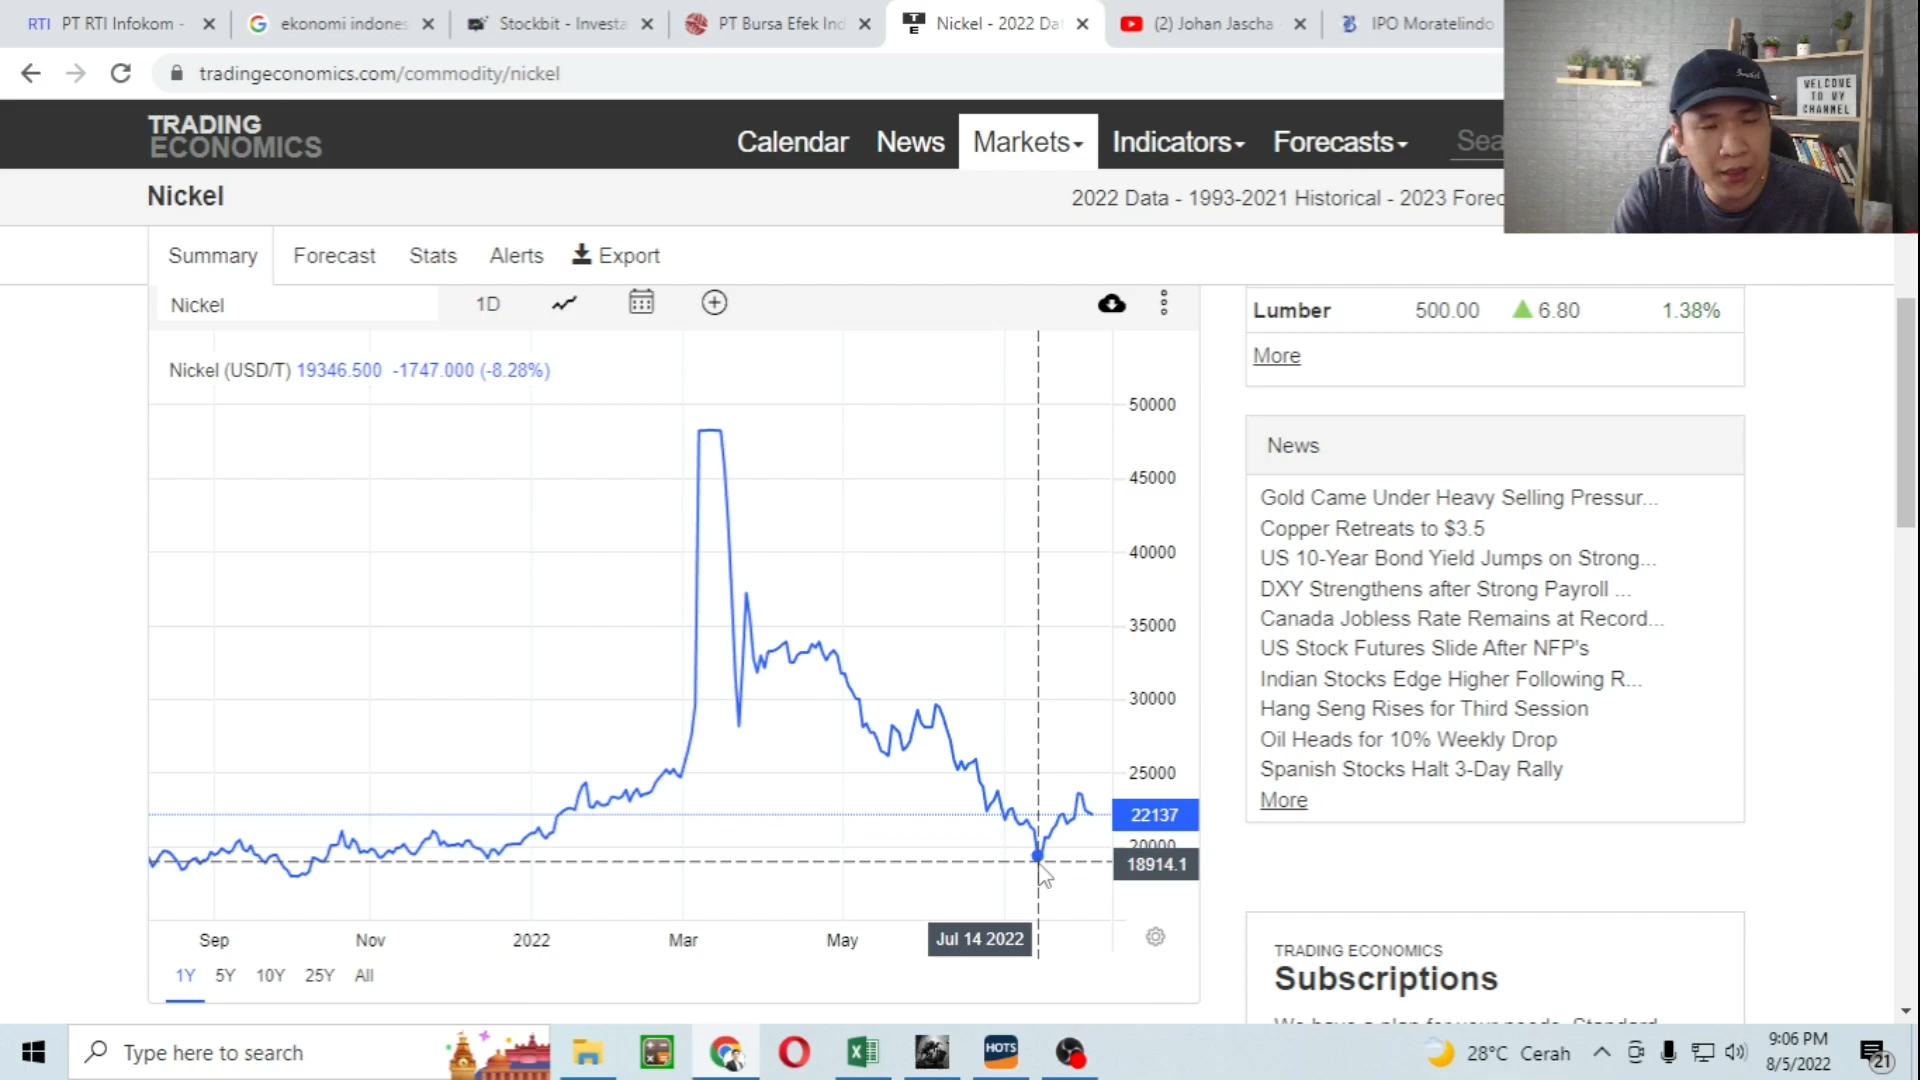 RTI PT RTI Infokom -
ekonomi indones
Stockbit - Investa
PT Bursa Efek Ind
Nickel - 2022 Da
(2) Johan Jascha
IPO Moratelindo
tradingeconomics.com/commodity/nickel
WELCOME
TO MY
CHANNEL
TRADING
ECONOMICS
Calendar News Markets Indicators Forecasts Sea
Nickel
2022 Data - 1993-2021 Historical - 2023 Forec
Summary Forecast Stats Alerts Export
Nickel 1D
Nickel (USD/T) 19346.500 -1747.000 (-8.28%)
50000
45000
40000
35000
30000
25000
22137
20000
18914.1
Sep Nov 2022 Mar May Jul 14 2022
1Y 5Y 10Y 25Y All
Lumber 500.00 6.80 1.38%
More
News
Gold Came Under Heavy Selling Pressur...
Copper Retreats to $3.5
US 10-Year Bond Yield Jumps on Strong...
DXY Strengthens after Strong Payroll ...
Canada Jobless Rate Remains at Record...
US Stock Futures Slide After NFP's
Indian Stocks Edge Higher Following R...
Hang Seng Rises for Third Session
Oil Heads for 10% Weekly Drop
Spanish Stocks Halt 3-Day Rally
More
TRADING ECONOMICS
Subscriptions
Type here to search
HOTS
28°C Cerah
9:06 PM
8/5/2022
21